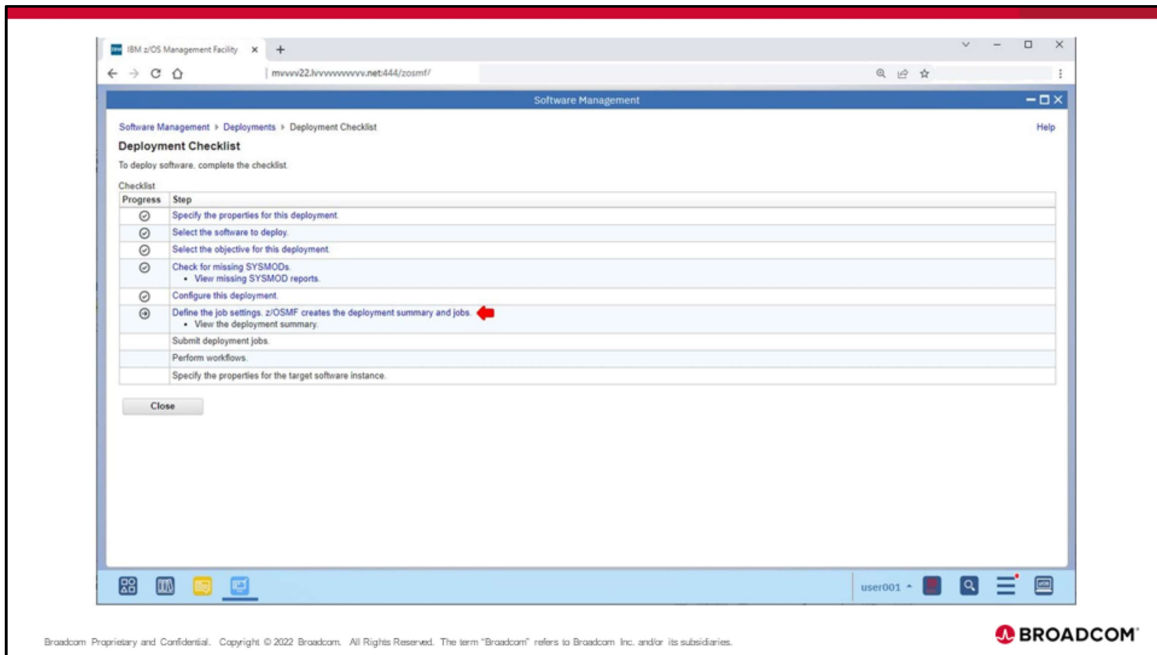 IBM z/OS Management Facility
mvvvv22.lvvvvvvvvvv.net:444/zosmf/
Software Management
Software Management ▸ Deployments ▸ Deployment Checklist
Help
Deployment Checklist
To deploy software, complete the checklist.
Checklist
Progress Step
Specify the properties for this deployment.
Select the software to deploy.
Select the objective for this deployment.
Check for missing SYSMODs.
• View missing SYSMOD reports.
Configure this deployment.
Define the job settings. z/OSMF creates the deployment summary and jobs.
• View the deployment summary.
Submit deployment jobs.
Perform workflows.
Specify the properties for the target software instance.
Close
user001
Broadcom Proprietary and Confidential. Copyright © 2022 Broadcom. All Rights Reserved. The term “Broadcom” refers to Broadcom Inc. and/or its subsidiaries.
BROADCOM